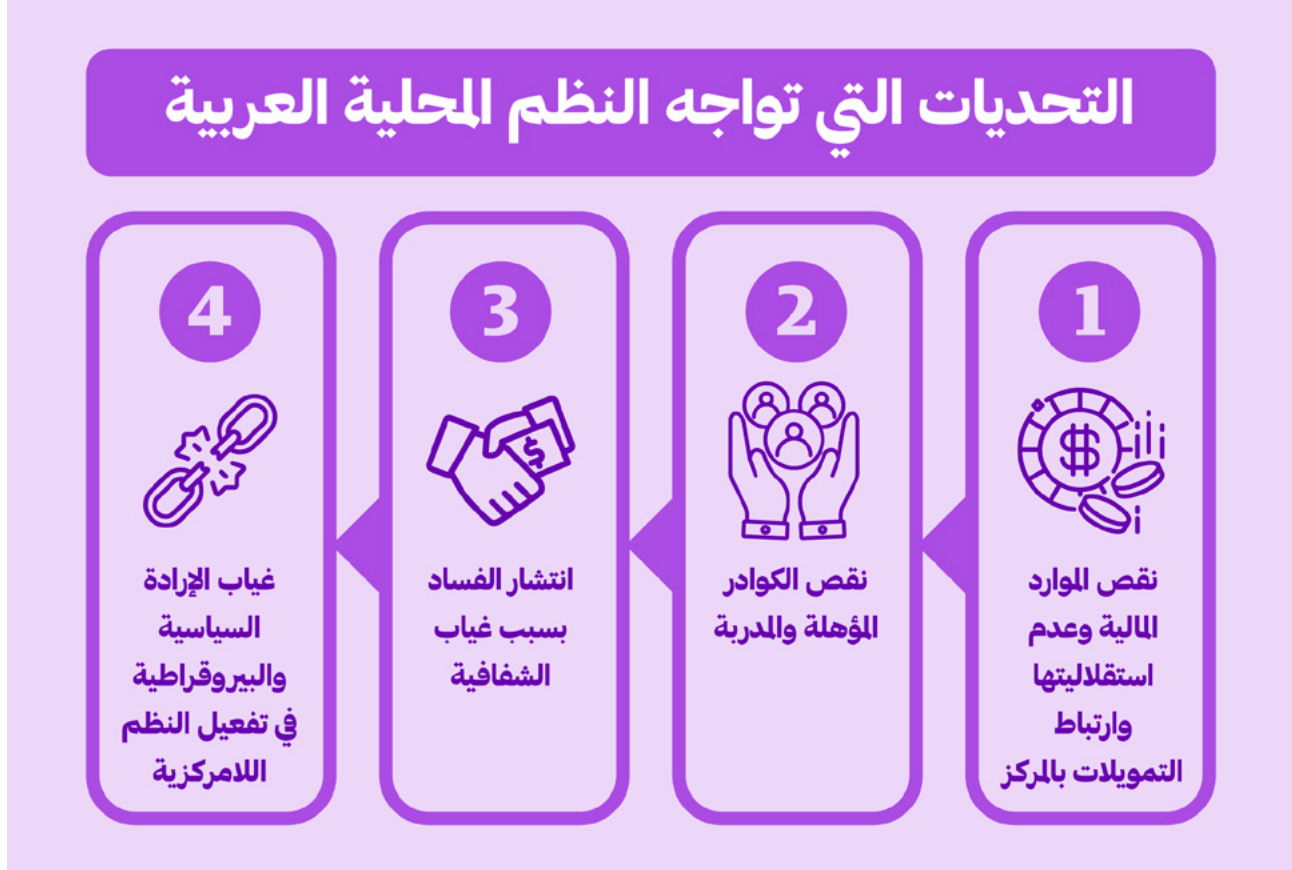 التحديات التي تواجه النظم المحلية العربية
1
نقص الموارد
المالية وعدم
استقلاليتها
وارتباط
التمويلات بالمركز
2
نقص الكوادر
المؤهلة والمدربة
3
انتشار الفساد
بسبب غياب
الشفافية
4
غياب الإرادة
السياسية
والبيروقراطية
في تفعيل النظم
اللامركزية